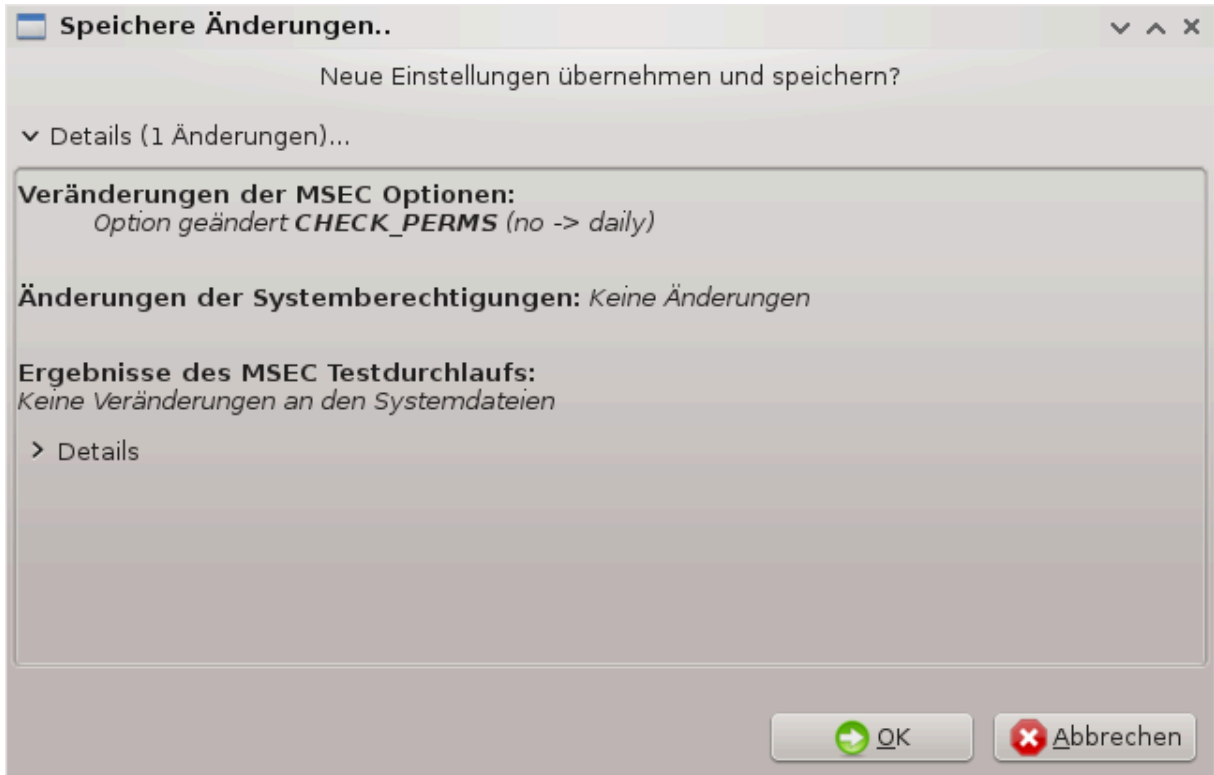 Speichere Änderungen..
Neue Einstellungen übernehmen und speichern?
Details (1 Änderungen)...
Veränderungen der MSEC Optionen:
Option geändert CHECK_PERMS (no -> daily)
Änderungen der Systemberechtigungen: Keine Änderungen
Ergebnisse des MSEC Testdurchlaufs:
Keine Veränderungen an den Systemdateien
Details
OK Abbrechen